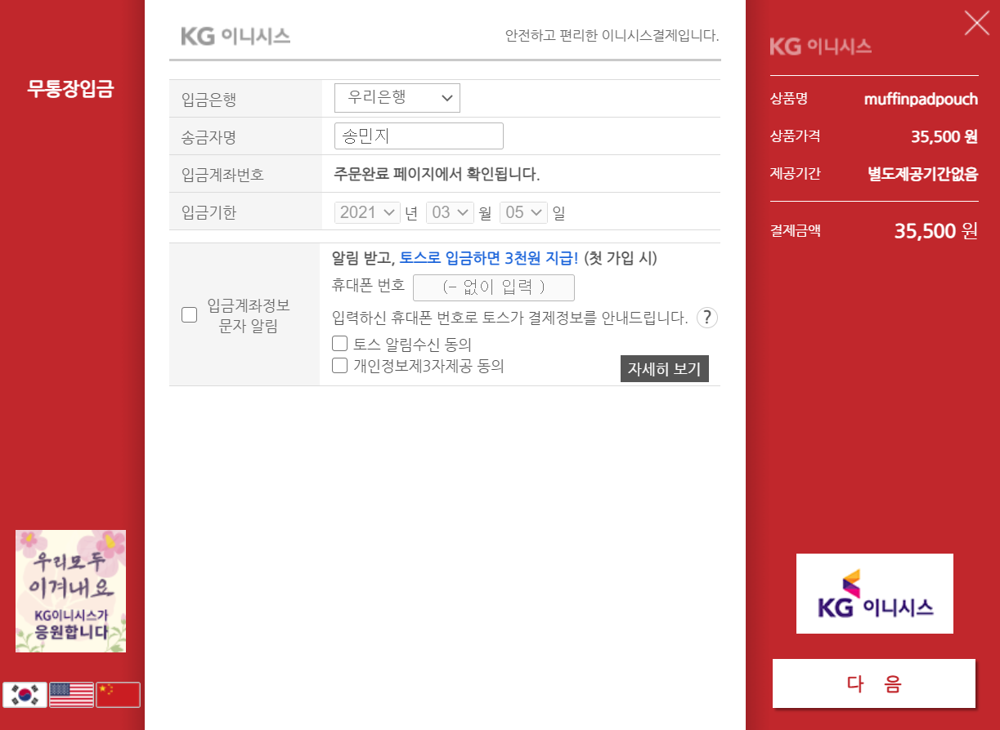 무통장입금
우리모두
이겨내요
KG이니시스가
응원합니다
KG 이니시스
안전하고 편리한 이니시스결제입니다.
입금은행 우리은행
송금자명 송민지
입금계좌번호 주문완료 페이지에서 확인됩니다.
입금기한 2021 년 03 월 05 일
입금계좌정보
문자 알림
알림 받고, 토스로 입금하면 3천원 지급! (첫 가입 시)
휴대폰 번호 (- 없이 입력 )
입력하신 휴대폰 번호로 토스가 결제정보를 안내드립니다. ?
토스 알림수신 동의
개인정보제3자제공 동의
자세히 보기
KG 이니시스
상품명 muffinpadpouch
상품가격 35,500 원
제공기간 별도제공기간없음
결제금액 35,500 원
KG 이니시스
다 음